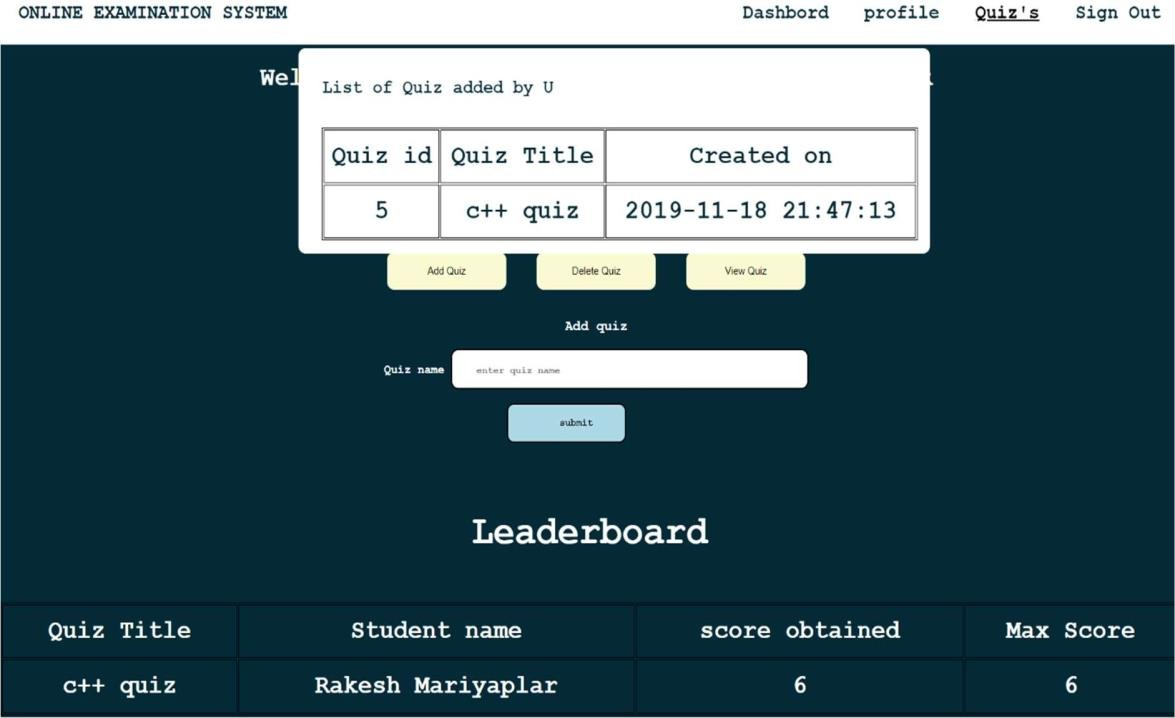 ONLINE EXAMINATION SYSTEM Dashbord profile Quiz's Sign Out
Wel
List of Quiz added by U
Quiz id Quiz Title Created on
5 c++ quiz 2019-11-18 21:47:13
Add Quiz Delete Quiz View Quiz
Add quiz
Quiz name enter quiz name
submit
Leaderboard
Quiz Title Student name score obtained Max Score
c++ quiz Rakesh Mariyaplar 6 6